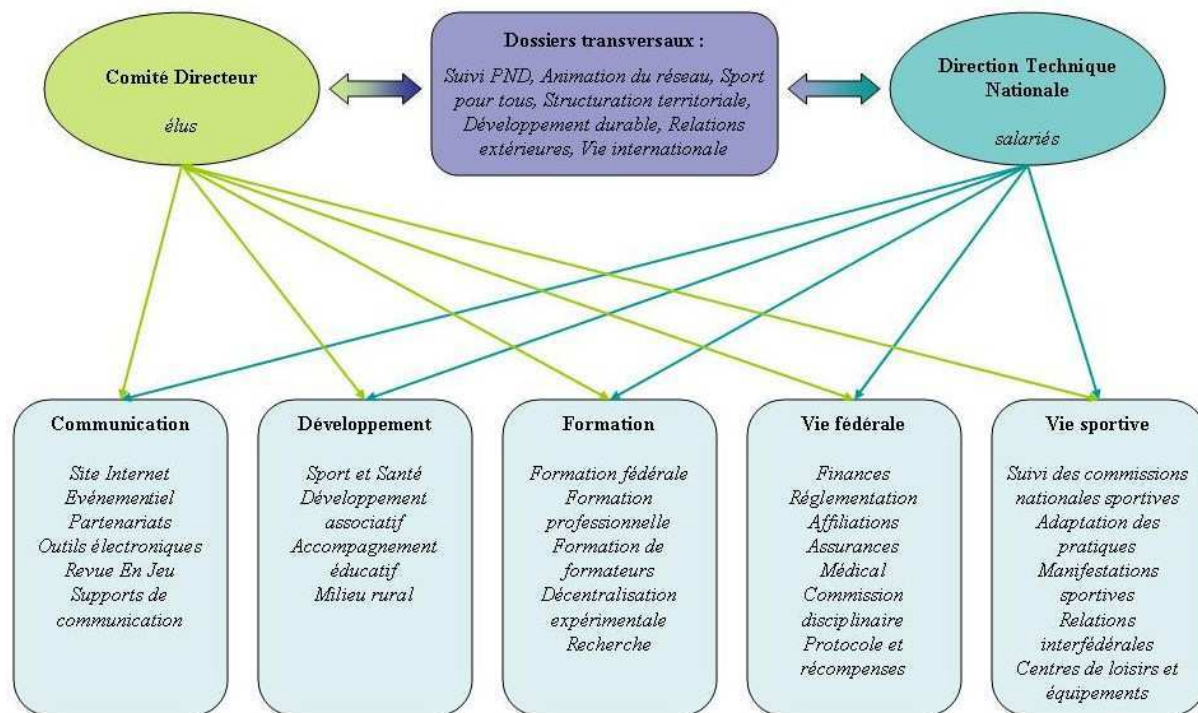 Comité Directeur
élus
Dossiers transversaux :
Suivi PND, Animation du réseau, Sport
pour tous, Structuration territoriale,
Développement durable, Relations
extérieures, Vie internationale
Direction Technique
Nationale
salariés
Communication
Site Internet
Evénementiel
Partenariats
Outils électroniques
Revue En Jeu
Supports de
communication
Développement
Sport et Santé
Développement
associatif
Accompagnement
éducatif
Milieu rural
Formation
Formation fédérale
Formation
professionnelle
Formation de
formateurs
Décentralisation
expérimentale
Recherche
Vie fédérale
Finances
Réglementation
Affiliations
Assurances
Médical
Commission
disciplinaire
Protocole et
récompenses
Vie sportive
Suivi des commissions
nationales sportives
Adaptation des
pratiques
Manifestations
sportives
Relations
interfédérales
Centres de loisirs et
équipements